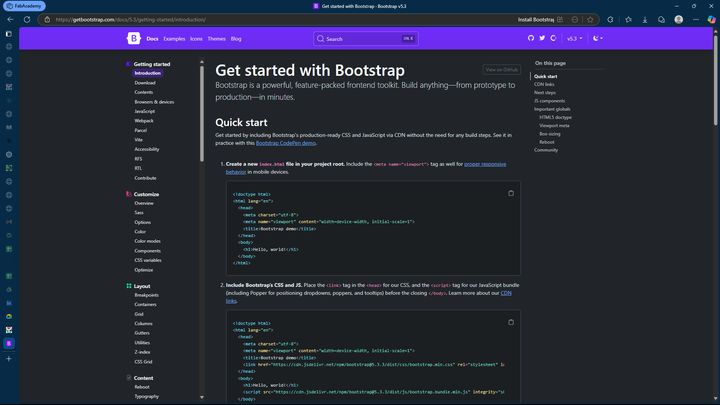 FabAcademy
Get started with Bootstrap · Bootstrap v5.3
https://getbootstrap.com/docs/5.3/getting-started/introduction/
Install Bootstrap
B Docs Examples Icons Themes Blog
Search
v5.3
Getting started
Introduction
Download
Contents
Browsers & devices
JavaScript
Webpack
Parcel
Vite
Accessibility
RFS
RTL
Contribute
Customize
Overview
Sass
Options
Color
Color modes
Components
CSS variables
Optimize
Layout
Breakpoints
Containers
Grid
Columns
Gutters
Utilities
Z-index
CSS Grid
Content
Reboot
Typography
Get started with Bootstrap
View on GitHub
Bootstrap is a powerful, feature-packed frontend toolkit. Build anything—from prototype to
production—in minutes.
Quick start
Get started by including Bootstrap's production-ready CSS and JavaScript via CDN without the need for any build steps. See it in
practice with this Bootstrap CodePen demo.
1. Create a new index.html file in your project root. Include the <meta name="viewport"> tag as well for proper responsive
behavior in mobile devices.
<!doctype html>
<html lang="en">
<head>
<meta charset="utf-8">
<meta name="viewport" content="width=device-width, initial-scale=1">
<title>Bootstrap demo</title>
</head>
<body>
<h1>Hello, world!</h1>
</body>
</html>
2. Include Bootstrap's CSS and JS. Place the <link> tag in the <head> for our CSS, and the <script> tag for our JavaScript bundle
(including Popper for positioning dropdowns, poppers, and tooltips) before the closing </body>. Learn more about our CDN
links.
<!doctype html>
<html lang="en">
<head>
<meta charset="utf-8">
<meta name="viewport" content="width=device-width, initial-scale=1">
<title>Bootstrap demo</title>
<link href="https://cdn.jsdelivr.net/npm/bootstrap@5.3.3/dist/css/bootstrap.min.css" rel="stylesheet"
</head>
<body>
<h1>Hello, world!</h1>
<script src="https://cdn.jsdelivr.net/npm/bootstrap@5.3.3/dist/js/bootstrap.bundle.min.js"
</body>
On this page
Quick start
CDN links
Next steps
JS components
Important globals
HTML5 doctype
Viewport meta
Box-sizing
Reboot
Community